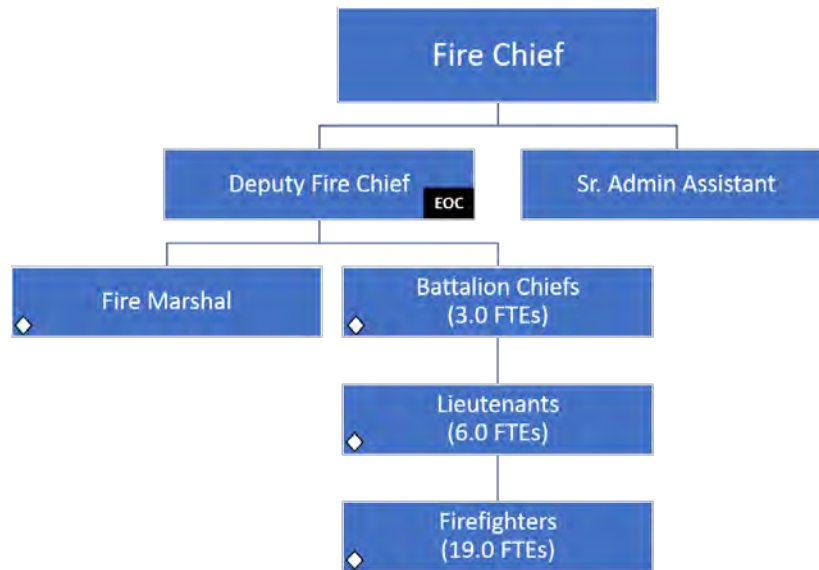 Fire Chief
Deputy Fire Chief
EOC
Sr. Admin Assistant
Fire Marshal
Battalion Chiefs
(3.0 FTEs)
Lieutenants
(6.0 FTEs)
Firefighters
(19.0 FTEs)